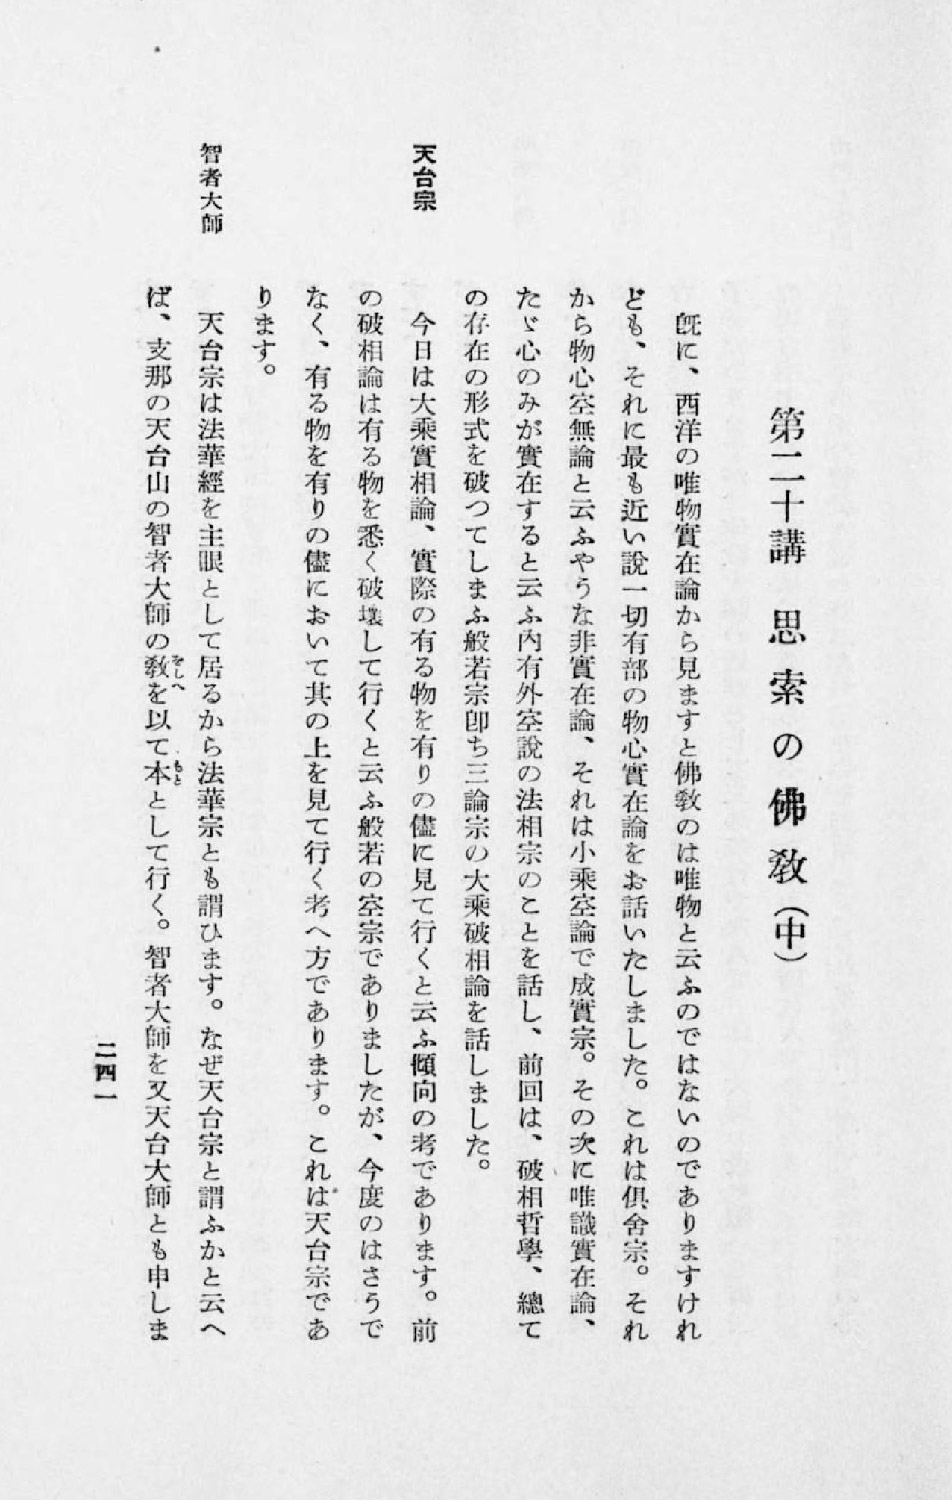 第二十講　思索の佛敎（中）
既に、西洋の唯物實在論から見ますと佛敎のは唯物と云ふのではないのでありますけれ
ども、それに最も近い說一切有部の物心實在論をお話いたしました。これは俱舍宗。それ
から物心空無論と云ふやうな非實在論、それは小乘空論で成實宗。その次に唯識實在論、
たゞ心のみが實在すると云ふ內有外空說の法相宗のことを話し、前回は、破相哲學、總て
の存在の形式を破つてしまふ般若宗卽ち三論宗の大乘破相論を話しました。
天台宗
今日は大乘實相論、實際の有る物を有りの儘に見て行くと云ふ傾向の考であります。前
の破相論は有る物を悉く破壞して行くと云ふ般若の空宗でありましたが、今度のはさうで
なく、有る物を有りの儘において其の上を見て行く考へ方であります。これは天台宗であ
ります。
智者大師
天台宗は法華經を主眼として居るから法華宗とも謂ひます。なぜ天台宗と謂ふかと云へ
ば、支那の天台山の智者大師の敎をしへを以て本もととして行く。智者大師を又天台大師とも申しま
二四一